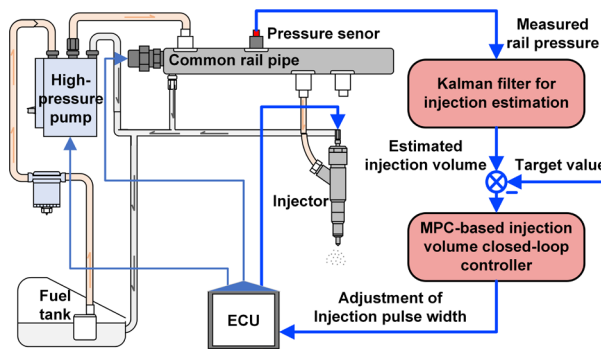 Pressure senor
Measured
rail pressure
Common rail pipe
High-
pressure
pump
Kalman filter for
injection estimation
Estimated
injection volume
Target value
Injector
MPC-based injection
volume closed-loop
controller
Fuel
tank
ECU
Adjustment of
Injection pulse width